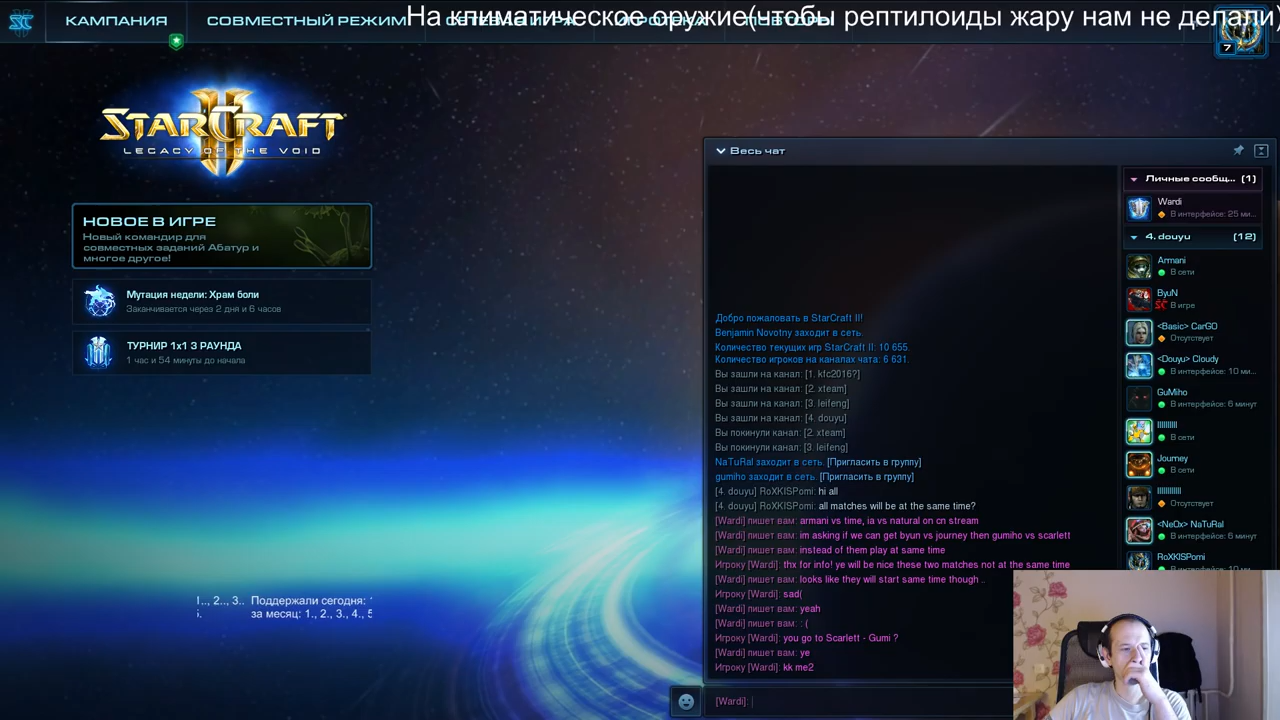 КАМПАНИЯ
СОВМЕСТНЫЙ РЕЖИМ
На климатическое оружие(чтобы рептилоиды жару нам не делали)
7
STARCRAFT
II
LEGACY OF THE VOID
НОВОЕ В ИГРЕ
Новый командир для
совместных заданий Абатур и
многое другое!
Мутация недели: Храм боли
Заканчивается через 2 дня и 6 часов
ТУРНИР 1х1 3 РАУНДА
1 час и 54 минуты до начала
1.., 2.., 3.. Поддержали сегодня:
за месяц: 1., 2., 3., 4., 5
Весь чат
Добро пожаловать в StarCraft II!
Benjamin Novotny заходит в сеть.
Количество текущих игр StarCraft II: 10 655.
Количество игроков на каналах чата: 6 631.
Вы зашли на канал: [1. kfc2016?]
Вы зашли на канал: [2. xteam]
Вы зашли на канал: [3. leifeng]
Вы зашли на канал: [4. douyu]
Вы покинули канал: [2. xteam]
Вы покинули канал: [3. leifeng]
NaTuRal заходит в сеть. [Пригласить в группу]
gumiho заходит в сеть. [Пригласить в группу]
[4. douyu] RoXKISPomi: hi all
[4. douyu] RoXKISPomi: all matches will be at the same time?
[Wardi] пишет вам: armani vs time, ia vs natural on cn stream
[Wardi] пишет вам: im asking if we can get byun vs journey then gumiho vs scarlett
[Wardi] пишет вам: instead of them play at same time
Игроку [Wardi]: thx for info! ye will be nice these two matches not at the same time
[Wardi] пишет вам: looks like they will start same time though ..
Игроку [Wardi]: sad(
[Wardi] пишет вам: yeah
[Wardi] пишет вам: : (
Игроку [Wardi]: you go to Scarlett - Gumi ?
[Wardi] пишет вам: ye
Игроку [Wardi]: kk me2
[Wardi]:
Личные сообщ... (1)
Wardi
В интерфейсе: 25 ми...
4. douyu (12)
Armani
В сети
ByuN
В игре
<Basic> CarGO
Отсутствует
<Douyu> Cloudy
В интерфейсе: 10 ми...
GuMiho
В интерфейсе: 6 минут
В сети
Journey
В сети
Отсутствует
<NeOx> NaTuRal
В интерфейсе: 6 минут
RoXKISPomi